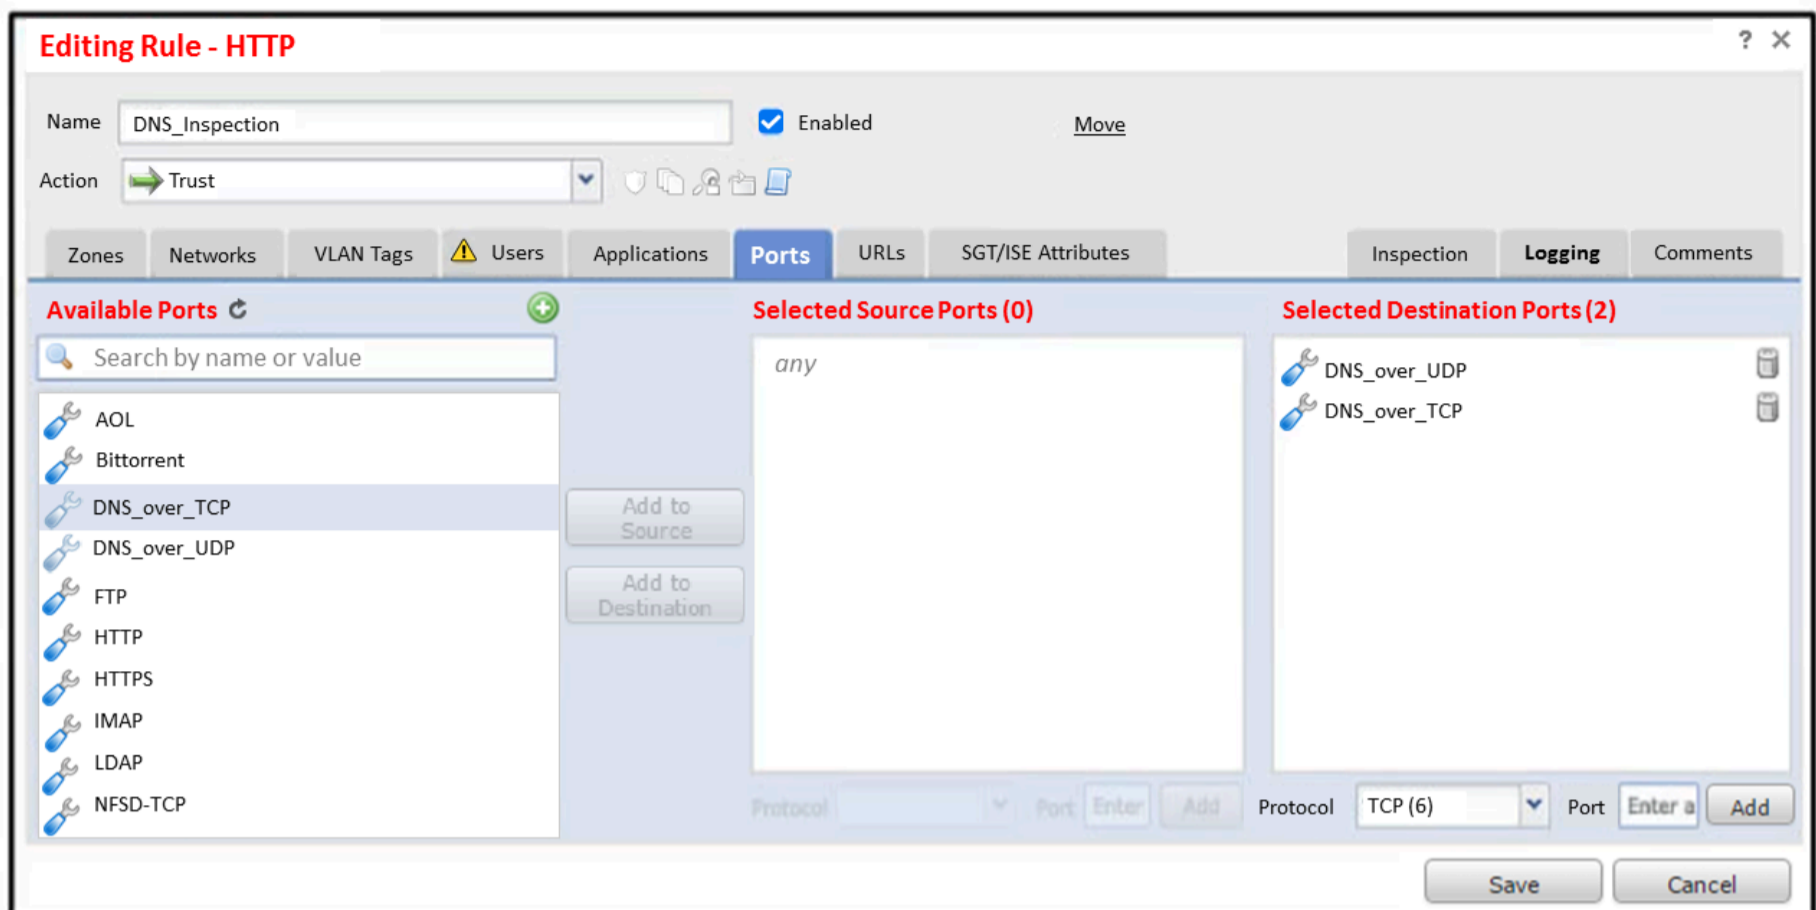 Editing Rule - HTTP
?
Name DNS_Inspection Enabled Move
Action Trust
Zones Networks VLAN Tags Users Applications Ports URLs SGT/ISE Attributes Inspection Logging Comments
Available Ports
Search by name or value
AOL
Bittorrent
DNS_over_TCP
DNS_over_UDP
FTP
HTTP
HTTPS
IMAP
LDAP
NFSD-TCP
Add to
Source
Add to
Destination
Selected Source Ports (0)
any
Protocol Port Enter Add
Selected Destination Ports (2)
DNS_over_UDP
DNS_over_TCP
Protocol TCP (6) Port Enter a Add
Save Cancel